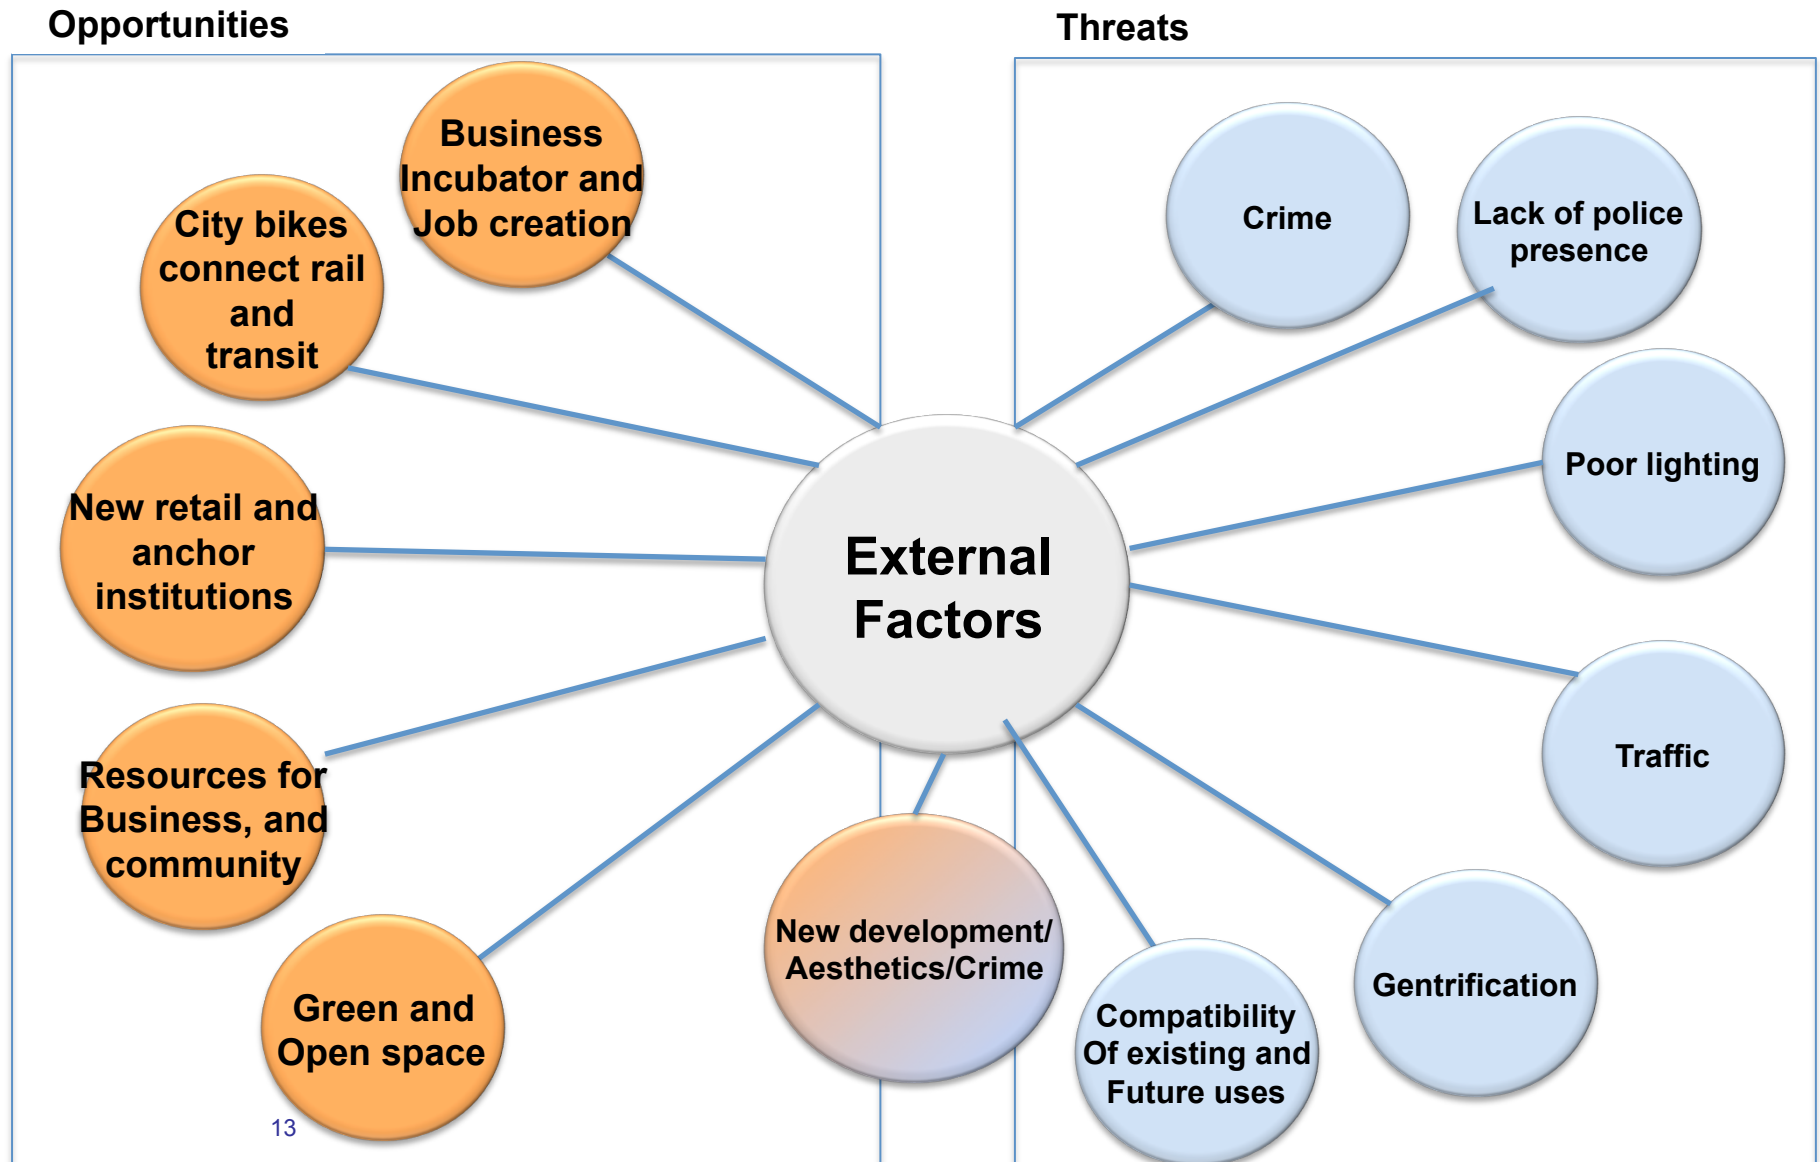 Opportunities
Threats
Business
Incubator and
Job creation
City bikes
connect rail
and
transit
New retail and
anchor
institutions
Resources for
Business, and
community
Green and
Open space
External
Factors
New development/
Aesthetics/Crime
Crime
Lack of police
presence
Poor lighting
Traffic
Gentrification
Compatibility
Of existing and
Future uses
13